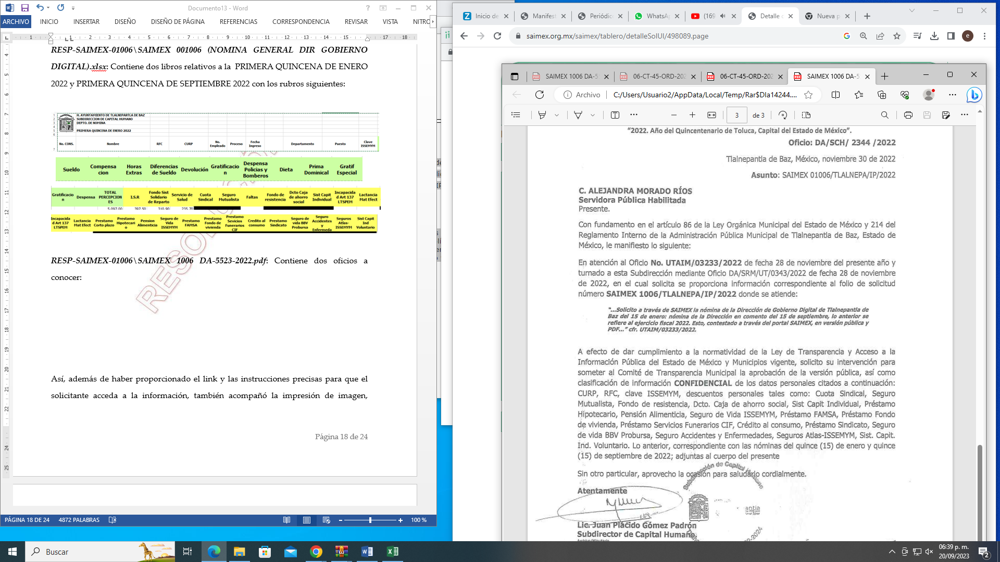 Documento13 - Word
ARCHIVO INICIO INSERTAR DISEÑO DISEÑO DE PÁGINA REFERENCIAS CORRESPONDENCIA REVISAR VISTA NITRO
RESP-SAIMEX-01006\SAIMEX 001006 (NOMINA GENERAL DIR GOBIERNO
DIGITAL).xlsx: Contiene dos libros relativos a la PRIMERA QUINCENA DE ENERO
2022 y PRIMERA QUINCENA DE SEPTIEMBRE 2022 con los rubros siguientes:
H. AYUNTAMIENTO DE TLALNEPANTLA DE BAZ
SUBDIRECCION DE CAPITAL HUMANO
DEPTO. DE NOMINA
PRIMERA QUINCENA DE ENERO 2022
No. CONS. Nombre RFC CURP No. Empleado Proceso Fecha Ingreso Departamento Puesto Clave ISSEMYM
Sueldo Compensacion Horas Extras Diferencias de Sueldo Devolución Gratificacion Despensa Policias y Bomberos Dieta Prima Dominical Gratif Especial
Gratificacion Despensa TOTAL PERCEPCIONES I.S.R Fondo Sist Solidario de Reparto Servicio de Salud Cuota Sindical Seguro Mutualista Faltas Fondo de resistencia Dcto Caja de ahorro social Sist Capit Individual Incapacidad Art 137 LTSPEM Lactancia Mat Efect
5,097.00 397.50 310.90 235.70
Incapacidad Art 137 LTSPEM Lactancia Mat Efect Prestamo Corto plazo Prestamo Hipotecario Pension Alimenticia Seguro de Vida ISSEMYM Prestamo FAMSA Prestamo Fondo de vivienda Prestamo Sevicios Funerarios CIF Credito al consumo Prestamo Sindicato Seguro de vida BBV Probursa Seguro Accidentes y Enfermeda Seguros Atlas-ISSEMYM Sist Capit Ind Voluntario
RESOL
RESP-SAIMEX-01006\SAIMEX 1006 DA-5523-2022.pdf: Contiene dos oficios a
conocer:
Así, además de haber proporcionado el link y las instrucciones precisas para que el
solicitante acceda a la información, también acompañó la impresión de imagen,
Página 18 de 24
PÁGINA 18 DE 24 4872 PALABRAS 100 %
Inicio de Manifest Periódico WhatsAp (169 Detalle Nueva p
saimex.org.mx/saimex/tablero/detalleSolUI/498089.page
SAIMEX 1006 DA-5 06-CT-45-ORD-202 06-CT-45-ORD-202 SAIMEX 1006 DA-5
Archivo C:/Users/Usuario2/AppData/Local/Temp/Rar$DIa14244....
3 de 3
"2022. Año del Quincentenario de Toluca, Capital del Estado de México".
Oficio: DA/SCH/ 2344 /2022
Tlalnepantla de Baz, México, noviembre 30 de 2022
Asunto: SAIMEX 01006/TLALNEPA/IP/2022
C. ALEJANDRA MORADO RÍOS
Servidora Pública Habilitada
Presente.
Con fundamento en el artículo 86 de la Ley Orgánica Municipal del Estado de México y 214 del
Reglamento Interno de la Administración Pública Municipal de Tlalnepantla de Baz, Estado de
México, le manifiesto lo siguiente:
En atención al Oficio No. UTAIM/03233/2022 de fecha 28 de noviembre del presente año y
turnado a esta Subdirección mediante Oficio DA/SRM/UT/0343/2022 de fecha 28 de noviembre
de 2022, en el cual solicita se proporciona información correspondiente al folio de solicitud
número SAIMEX 1006/TLALNEPA/IP/2022 donde se atiende:
"...Solicito a través de SAIMEX la nómina de la Dirección de Gobierno Digital de Tlalnepantla de
Baz del 15 de enero: nómina de la Dirección en comento del 15 de septiembre, lo anterior se
refiere al ejercicio fiscal 2022. Esto, contestado a través del portal SAIMEX, en versión pública y
PDF..." cfr. UTAIM/03233/2022.
A efecto de dar cumplimiento a la normatividad de la Ley de Transparencia y Acceso a la
Información Pública del Estado de México y Municipios vigente, solicito su intervención para
someter al Comité de Transparencia Municipal la aprobación de la versión pública, así como
clasificación de información CONFIDENCIAL de los datos personales citados a continuación:
CURP, RFC, clave ISSEMYM, descuentos personales tales como: Cuota Sindical, Seguro
Mutualista, Fondo de resistencia, Dcto. Caja de ahorro social, Sist Capit Individual, Préstamo
Hipotecario, Pensión Alimenticia, Seguro de Vida ISSEMYM, Préstamo FAMSA, Préstamo Fondo
de vivienda, Préstamo Servicios Funerarios CIF, Crédito al consumo, Préstamo Sindicato, Seguro
de vida BBV Probursa, Seguro Accidentes y Enfermedades, Seguros Atlas-ISSEMYM, Sist. Capit.
Ind. Voluntario. Lo anterior, correspondiente con las nóminas del quince (15) de enero y quince
(15) de septiembre de 2022; adjuntas al cuerpo del presente
Sin otro particular, aprovecho la ocasión para saludarlo cordialmente.
Subdirección de Capital Humano
Atentamente
Lic. Juan Plácido Gómez Padrón
Subdirector de Capital Humano.
Buscar
06:39 p. m.
20/09/2023
2